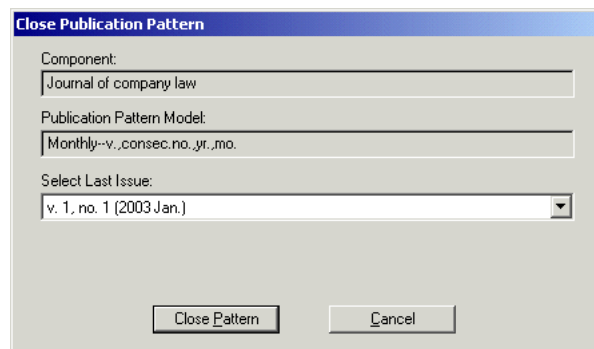 Close Publication Pattern
Component:
Journal of company law
Publication Pattern Model:
Monthly--v.,consec.no.,yr.,mo.
Select Last Issue:
v. 1, no. 1 (2003 Jan.)
Close Pattern
Cancel